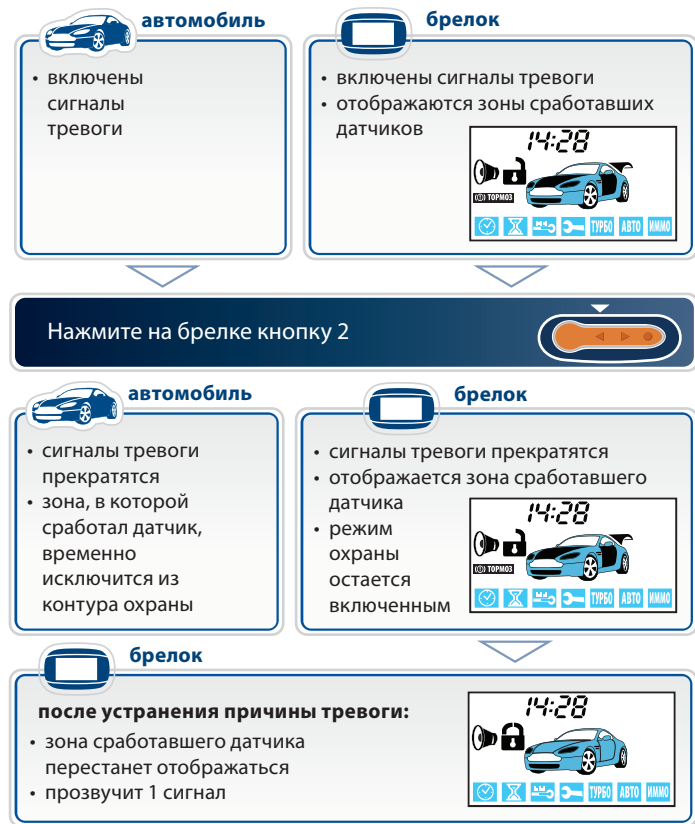 автомобиль
• включены
сигналы
тревоги
брелок
• включены сигналы тревоги
• отображаются зоны сработавших
датчиков
14:28
ТОРМОЗ
ТУРБО АВТО ИММО
Нажмите на брелке кнопку 2
автомобиль
• сигналы тревоги
прекратятся
• зона, в которой
сработал датчик,
временно
исключится из
контура охраны
брелок
• сигналы тревоги прекратятся
• отображается зона сработавшего
датчика
• режим
охраны
остается
включенным
14:28
ТОРМОЗ
ТУРБО АВТО ИММО
брелок
после устранения причины тревоги:
• зона сработавшего датчика
перестанет отображаться
• прозвучит 1 сигнал
14:28
ТУРБО АВТО ИММО